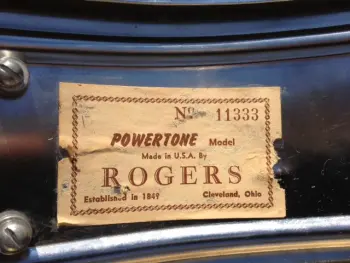 No 11333
POWERTONE Model
Made in U.S.A. By
ROGERS
Established in 1849 Cleveland, Ohio